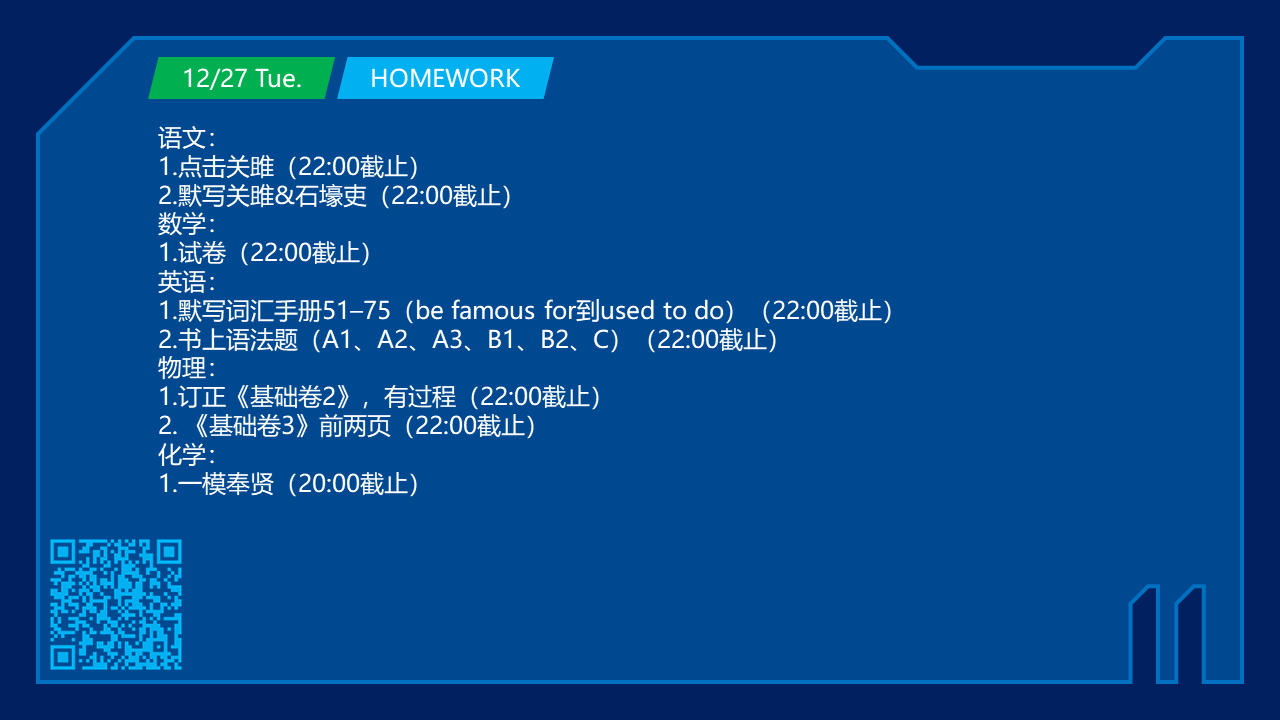 12/27 Tue.
HOMEWORK
语文：
1.点击关雎（22:00截止）
2.默写关雎&石壕吏（22:00截止）
数学：
1.试卷（22:00截止）
英语：
1.默写词汇手册51–75（be famous for到used to do）（22:00截止）
2.书上语法题（A1、A2、A3、B1、B2、C）（22:00截止）
物理：
1.订正《基础卷2》，有过程（22:00截止）
2. 《基础卷3》前两页（22:00截止）
化学：
1.一模奉贤（20:00截止）